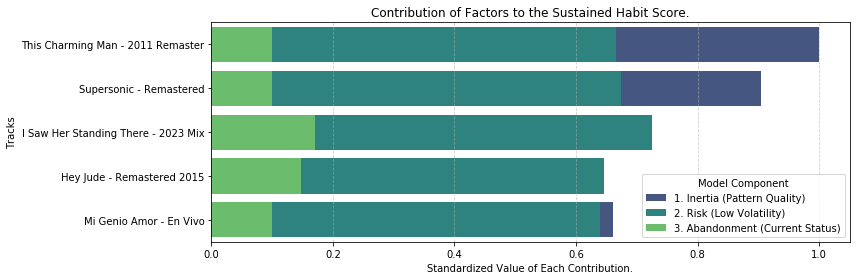 Contribution of Factors to the Sustained Habit Score.
Tracks
This Charming Man - 2011 Remaster
Supersonic - Remastered
I Saw Her Standing There - 2023 Mix
Hey Jude - Remastered 2015
Mi Genio Amor - En Vivo
Model Component
1. Inertia (Pattern Quality)
2. Risk (Low Volatility)
3. Abandonment (Current Status)
0.0 0.2 0.4 0.6 0.8 1.0
Standardized Value of Each Contribution.